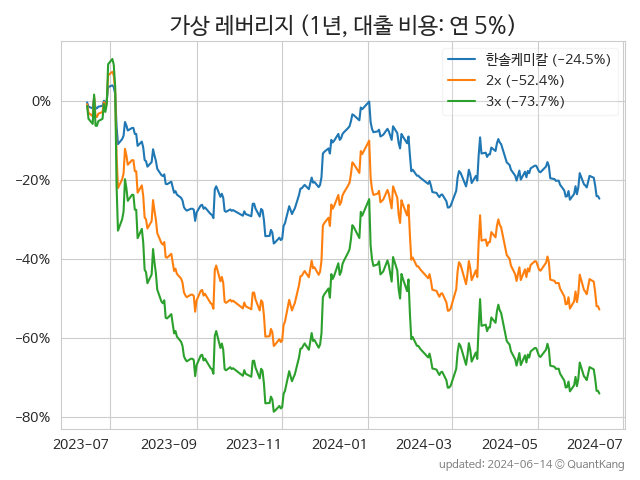 가상 레버리지 (1년, 대출 비용: 연 5%)
한솔케미칼 (−24.5%)
2x (−52.4%)
3x (−73.7%)
0%
−20%
−40%
−60%
−80%
2023−07 2023−09 2023−11 2024−01 2024−03 2024−05 2024−07
updated: 2024-06-14 © QuantKang